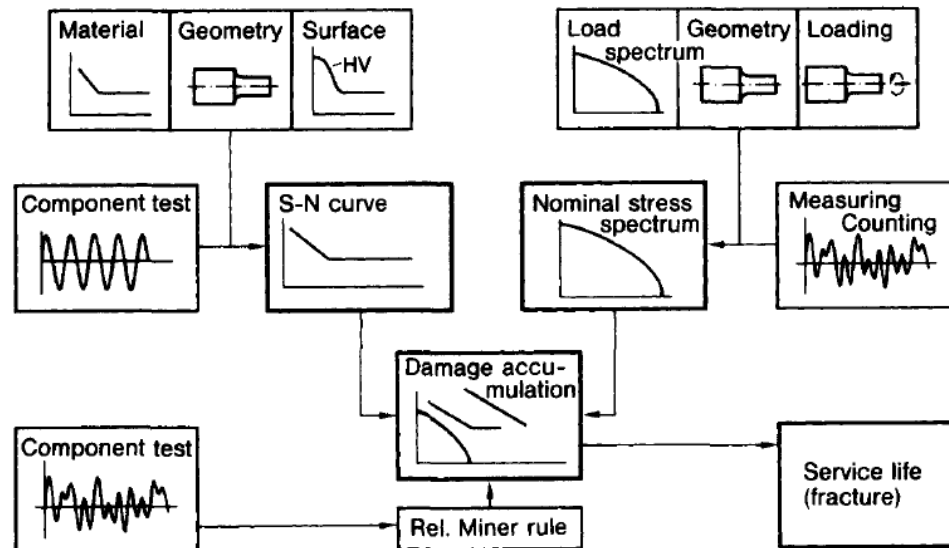 Material
Geometry
Surface
HV
Load
spectrum
Geometry
Loading
Component test
S-N curve
Nominal stress
spectrum
Measuring
Counting
Damage accu-
mulation
Component test
Rel. Miner rule
Service life
(fracture)